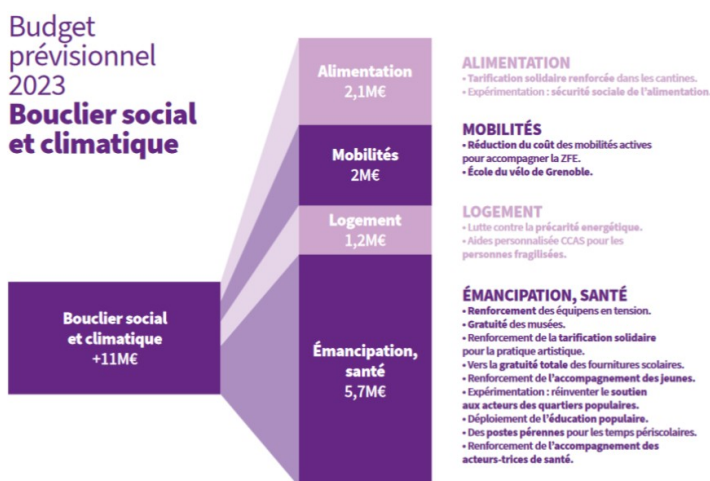 Budget
prévisionnel
2023
Bouclier social
et climatique
Bouclier social
et climatique
+11M€
Alimentation
2,1M€
Mobilités
2M€
Logement
1,2M€
Émancipation,
santé
5,7M€
ALIMENTATION
• Tarification solidaire renforcée dans les cantines.
• Expérimentation : sécurité sociale de l'alimentation
MOBILITÉS
• Réduction du coût des mobilités actives
pour accompagner la ZFE.
• École du vélo de Grenoble.
LOGEMENT
• Lutte contre la précarité énergétique.
• Aides personnalisée CCAS pour les
personnes fragilisées.
ÉMANCIPATION, SANTÉ
• Renforcement des équipens en tension.
• Gratuité des musées.
• Renforcement de la tarification solidaire
pour la pratique artistique.
• Vers la gratuité totale des fournitures scolaires.
• Renforcement de l'accompagnement des jeunes.
• Expérimentation : réinventer le soutien
aux acteurs des quartiers populaires.
• Déploiement de l'éducation populaire.
• Des postes pérennes pour les temps périscolaires.
• Renforcement de l'accompagnement des
acteurs-trices de santé.